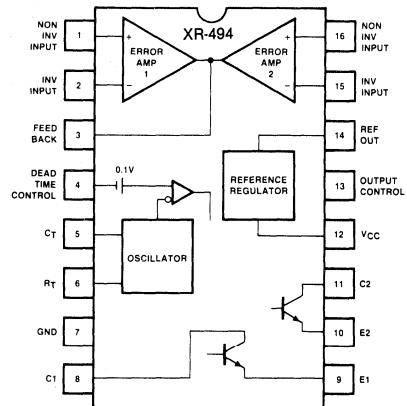 XR-494
NON
INV
INPUT
1
+
-
ERROR
AMP
1
ERROR
AMP
2
+
-
16
NON
INV
INPUT
INV
INPUT
2
15
INV
INPUT
FEED
BACK
3
14
REF
OUT
DEAD
TIME
CONTROL
4
0.1V
REFERENCE
REGULATOR
13
OUTPUT
CONTROL
CT
5
OSCILLATOR
12
VCC
RT
6
11
C2
GND
7
10
E2
C1
8
9
E1